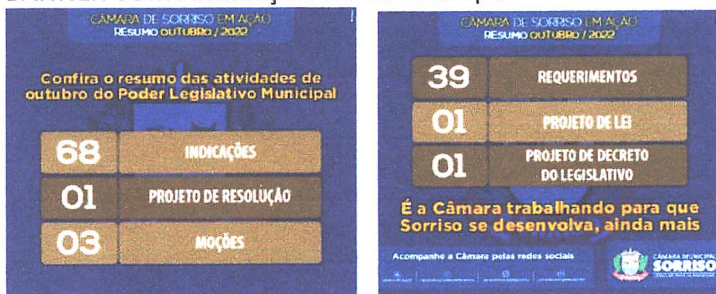 CÂMARA DE SORRISO EM AÇÃO
RESUMO OUTUBRO / 2022
Confira o resumo das atividades de
outubro do Poder Legislativo Municipal
68 INDICAÇÕES
01 PROJETO DE RESOLUÇÃO
03 MOÇÕES
CÂMARA DE SORRISO EM AÇÃO
RESUMO OUTUBRO / 2022
39 REQUERIMENTOS
01 PROJETO DE LEI
01 PROJETO DE DECRETO
DO LEGISLATIVO
É a Câmara trabalhando para que
Sorriso se desenvolva, ainda mais
Acompanhe a Câmara pelas redes sociais
CÂMARA MUNICIPAL
SORRISO